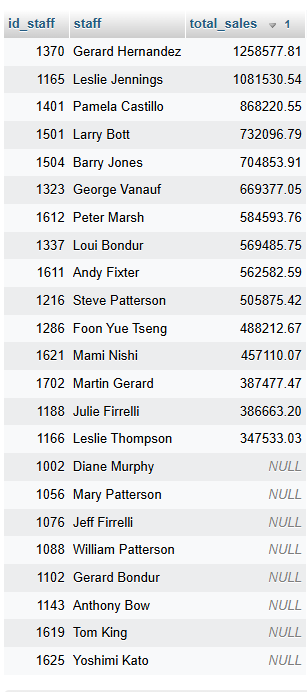 id_staff staff total_sales 1
1370 Gerard Hernandez 1258577.81
1165 Leslie Jennings 1081530.54
1401 Pamela Castillo 868220.55
1501 Larry Bott 732096.79
1504 Barry Jones 704853.91
1323 George Vanauf 669377.05
1612 Peter Marsh 584593.76
1337 Loui Bondur 569485.75
1611 Andy Fixter 562582.59
1216 Steve Patterson 505875.42
1286 Foon Yue Tseng 488212.67
1621 Mami Nishi 457110.07
1702 Martin Gerard 387477.47
1188 Julie Firrelli 386663.20
1166 Leslie Thompson 347533.03
1002 Diane Murphy NULL
1056 Mary Patterson NULL
1076 Jeff Firrelli NULL
1088 William Patterson NULL
1102 Gerard Bondur NULL
1143 Anthony Bow NULL
1619 Tom King NULL
1625 Yoshimi Kato NULL